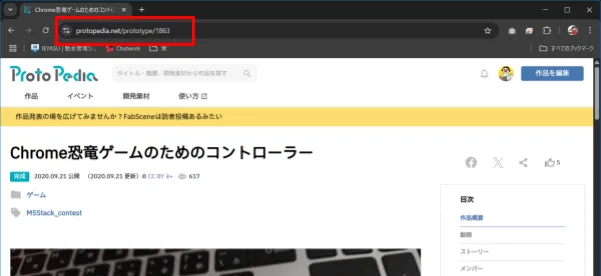 Chrome恐竜ゲームのためのコントロ
protopedia.net/prototype/1863
IEYASU | 勤怠管理シ...
Chatwork
家
すべてのブックマーク
ProtoPedia
タイトル・概要、開発素材から作品を探す
作品を編集
作品
イベント
開発素材
使い方
作品発表の場を広げてみませんか？FabSceneは読者投稿あるみたい
Chrome恐竜ゲームのためのコントローラー
5
完成 2020.09.21 公開 （2020.09.21 更新） CC BY 4+ 617
ゲーム
M5Stack_contest
目次
作品概要
動画
ストーリー
メンバー